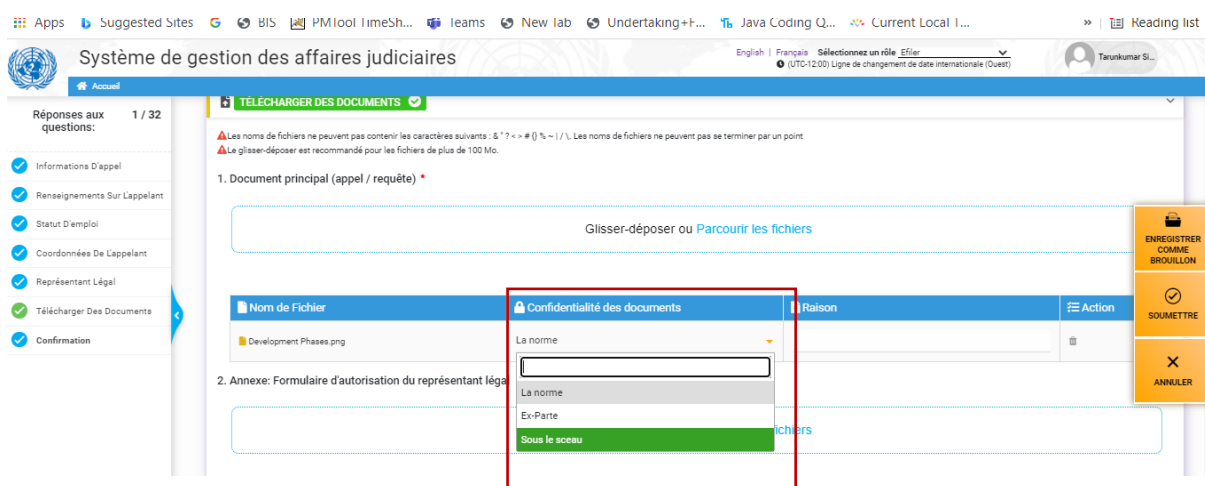 Apps Suggested Sites BIS PMTool TimeSh... Teams New Tab Undertaking+F... Java Coding Q... Current Local T... » Reading list
Système de gestion des affaires judiciaires
English | Français Sélectionnez un rôle Efiler
(UTC-12:00) Ligne de changement de date internationale (Ouest)
Tarunkumar Si...
Accueil
Réponses aux questions: 1 / 32
Informations D'appel
Renseignements Sur L'appelant
Statut D'emploi
Coordonnées De L'appelant
Représentant Légal
Télécharger Des Documents
Confirmation
TÉLÉCHARGER DES DOCUMENTS
Les noms de fichiers ne peuvent pas contenir les caractères suivants : & " ? < > # {} % ~ | / \. Les noms de fichiers ne peuvent pas se terminer par un point
Le glisser-déposer est recommandé pour les fichiers de plus de 100 Mo.
1. Document principal (appel / requête) *
Glisser-déposer ou Parcourir les fichiers
Nom de Fichier Confidentialité des documents Raison Action
Development Phases.png La norme
La norme
Ex-Parte
Sous le sceau
2. Annexe: Formulaire d'autorisation du représentant léga
ichiers
ENREGISTRER
COMME
BROUILLON
SOUMETTRE
ANNULER